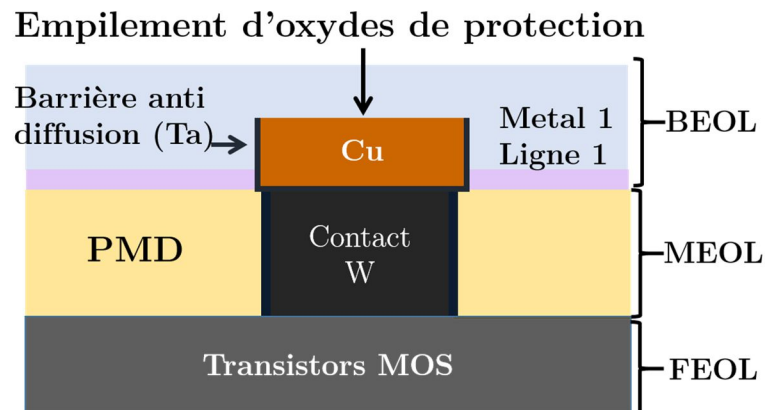 Empilement d'oxydes de protection
Barrière anti
diffusion (Ta)
Cu
Metal 1
Ligne 1
BEOL
PMD
Contact
W
MEOL
Transistors MOS
FEOL